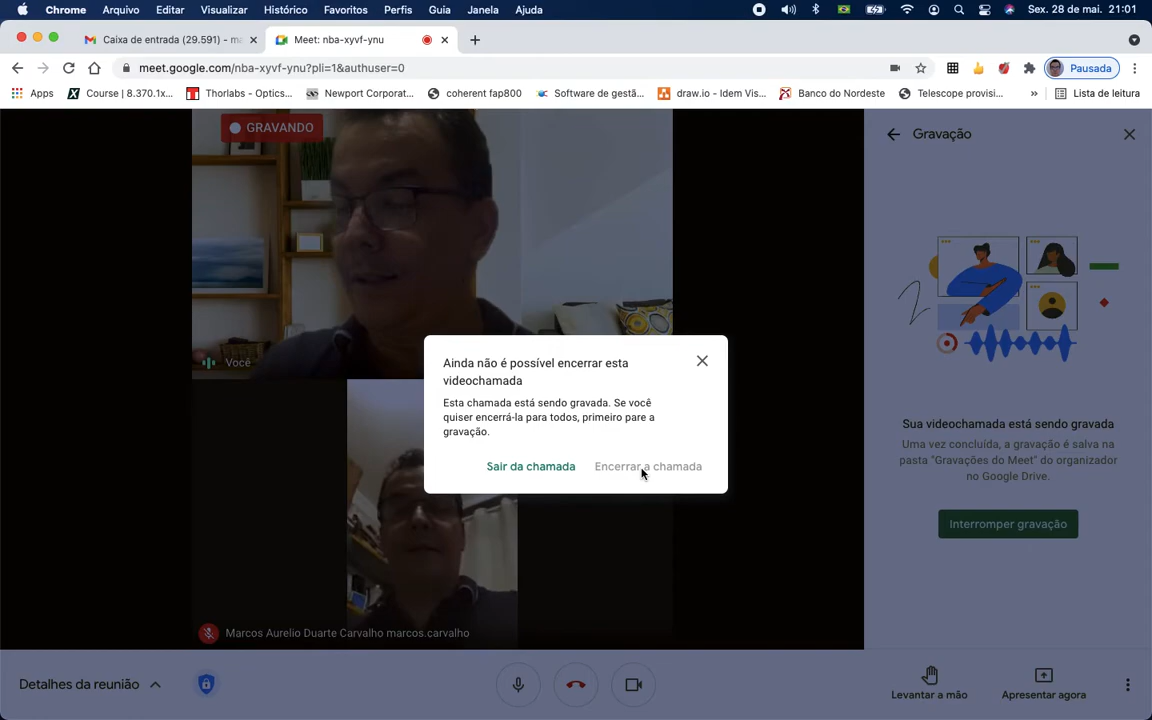 Chrome Arquivo Editar Visualizar Histórico Favoritos Perfis Guia Janela Ajuda Sex. 28 de mai. 21:01
Caixa de entrada (29.591) - ma Meet: nba-xyvf-ynu
meet.google.com/nba-xyvf-ynu?pli=1&authuser=0 Pausada
Apps Course | 8.370.1x... Thorlabs - Optics... Newport Corporat... coherent fap800 Software de gestã... draw.io - Idem Vis... Banco do Nordeste Telescope provisi... » Lista de leitura
GRAVANDO
Gravação
Você
Ainda não é possível encerrar esta
videochamada
Esta chamada está sendo gravada. Se você
quiser encerrá-la para todos, primeiro pare a
gravação.
Sair da chamada Encerrar a chamada
Sua videochamada está sendo gravada
Uma vez concluída, a gravação é salva na
pasta "Gravações do Meet" do organizador
no Google Drive.
Interromper gravação
Marcos Aurelio Duarte Carvalho marcos.carvalho
Detalhes da reunião
Levantar a mão
Apresentar agora